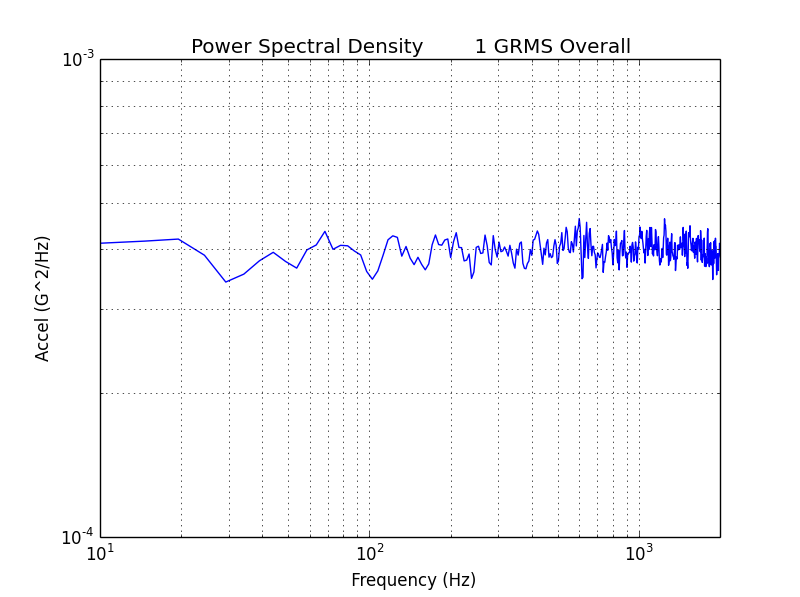 Power Spectral Density 1 GRMS Overall
10^-3
Accel (G^2/Hz)
10^-4
10^1 10^2 10^3
Frequency (Hz)